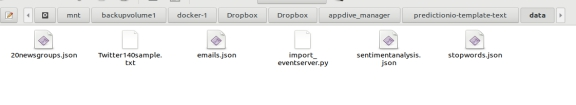 mnt backupvolume1 docker-1 Dropbox Dropbox appdive_manager predictionio-template-text data
20newsgroups.json Twitter140sample. emails.json import_ sentimentanalysis. stopwords.json
txt eventserver.py json